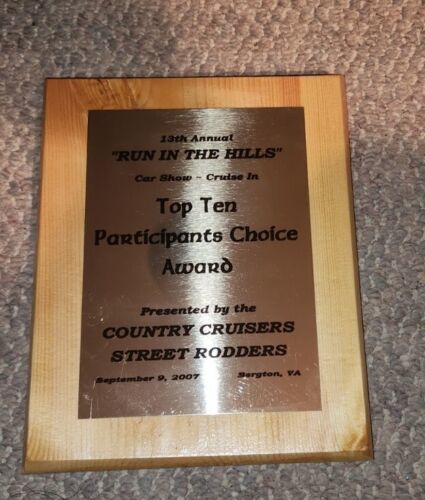 13th Annual
"RUN IN THE HILLS"
Car Show - Cruise In
Top Ten
Participants Choice
Award
Presented by the
COUNTRY CRUISERS
STREET RODDERS
September 9, 2007 Bergton, VA